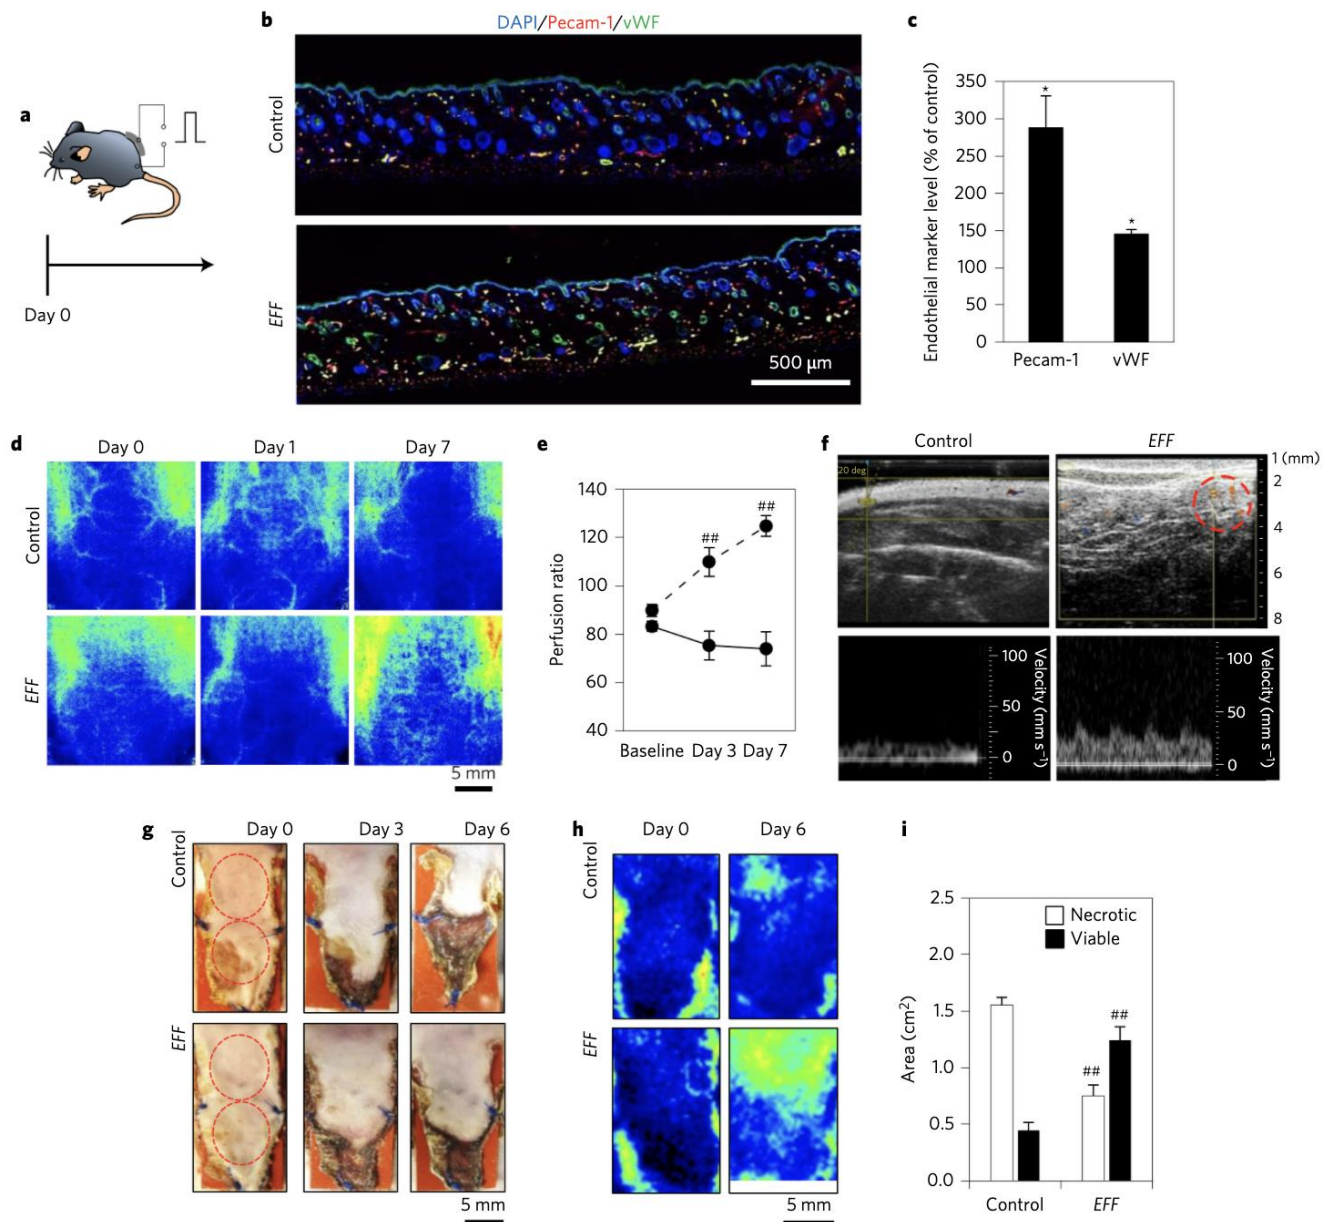 a
Day 0
b
DAPI/Pecam-1/vWF
Control
EFF
500 μm
c
Endothelial marker level (% of control)
350
300
250
200
150
100
50
0
*
*
Pecam-1 vWF
d
Day 0 Day 1 Day 7
Control
EFF
5 mm
e
Perfusion ratio
140
120
100
80
60
40
##
##
Baseline Day 3 Day 7
f
Control EFF
20 deg
1 (mm)
2
4
6
8
100
50
0
Velocity (mm s⁻¹)
100
50
0
Velocity (mm s⁻¹)
g
Day 0 Day 3 Day 6
Control
EFF
5 mm
h
Day 0 Day 6
Control
EFF
5 mm
i
Area (cm²)
2.5
2.0
1.5
1.0
0.5
0.0
Necrotic
Viable
##
##
Control EFF